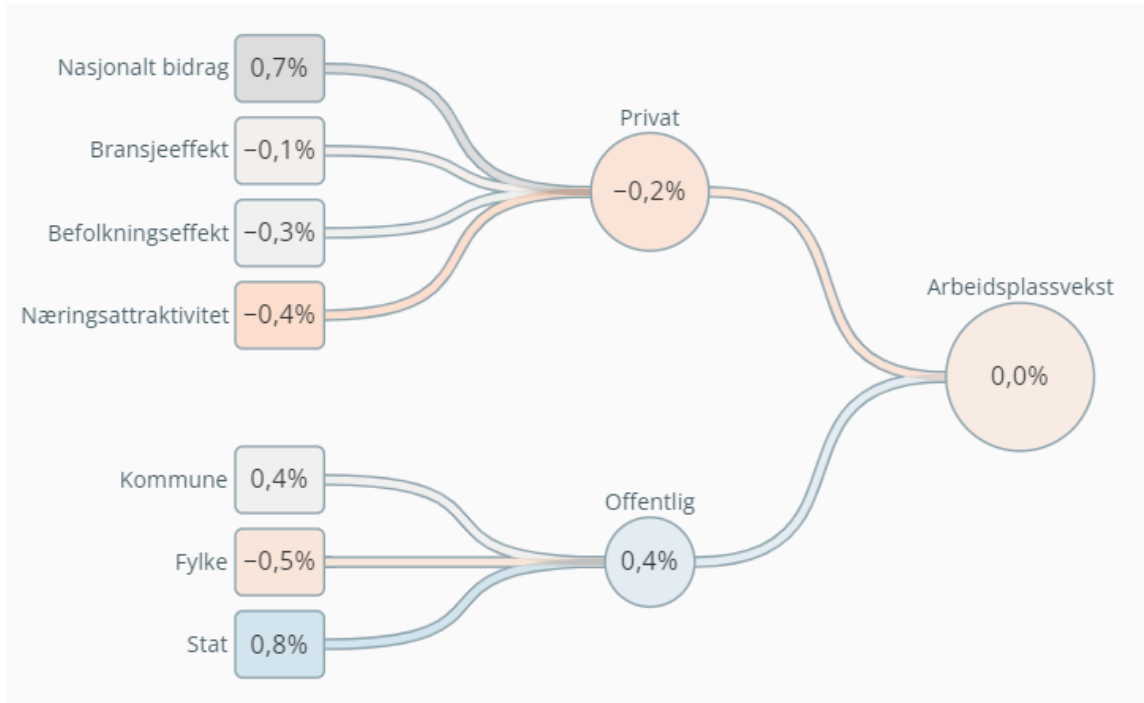 Nasjonalt bidrag 0,7%
Bransjeeffekt −0,1%
Befolkningseffekt −0,3%
Næringsattraktivitet −0,4%
Privat
−0,2%
Kommune 0,4%
Fylke −0,5%
Stat 0,8%
Offentlig
0,4%
Arbeidsplassvekst
0,0%